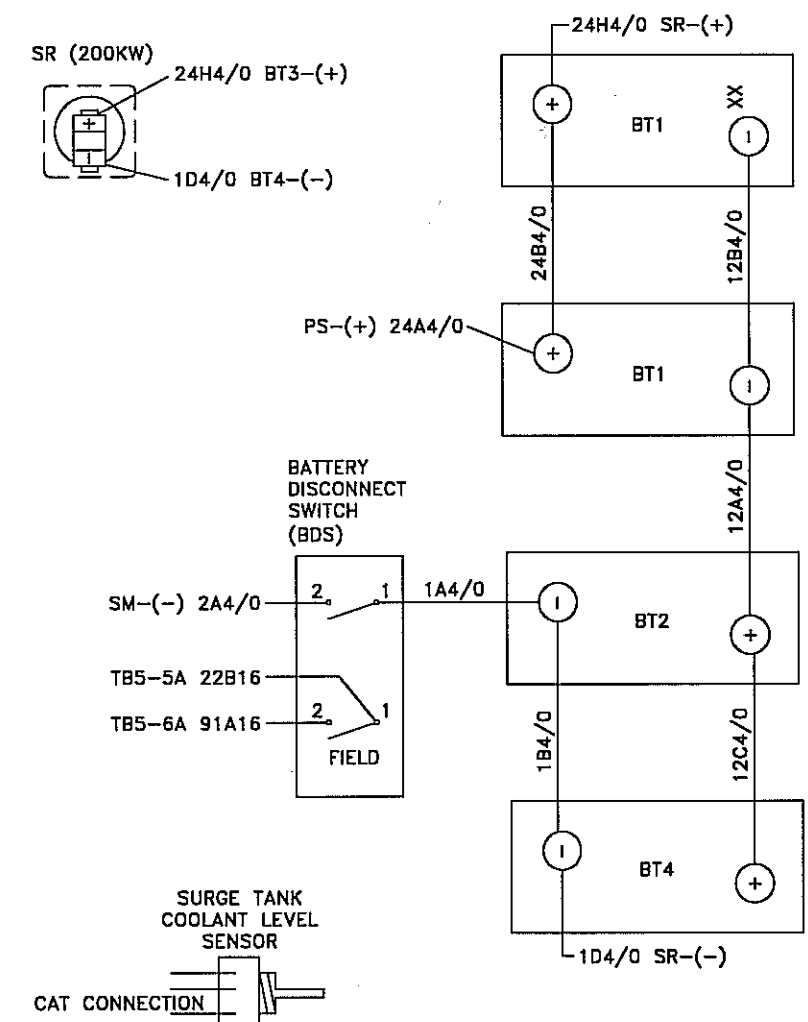 24H4/0 SR-(+)
SR (200KW)
24H4/0 BT3-(+)
+
-
1D4/0 BT4-(-)
+
BT1
XX
-
24B4/0
12B4/0
PS-(+) 24A4/0
+
BT1
-
12A4/0
BATTERY
DISCONNECT
SWITCH
(BDS)
SM-(-) 2A4/0
2
1
1A4/0
-
BT2
+
TB5-5A 22B16
TB5-6A 91A16
2
1
FIELD
1B4/0
12C4/0
-
BT4
+
1D4/0 SR-(-)
SURGE TANK
COOLANT LEVEL
SENSOR
CAT CONNECTION